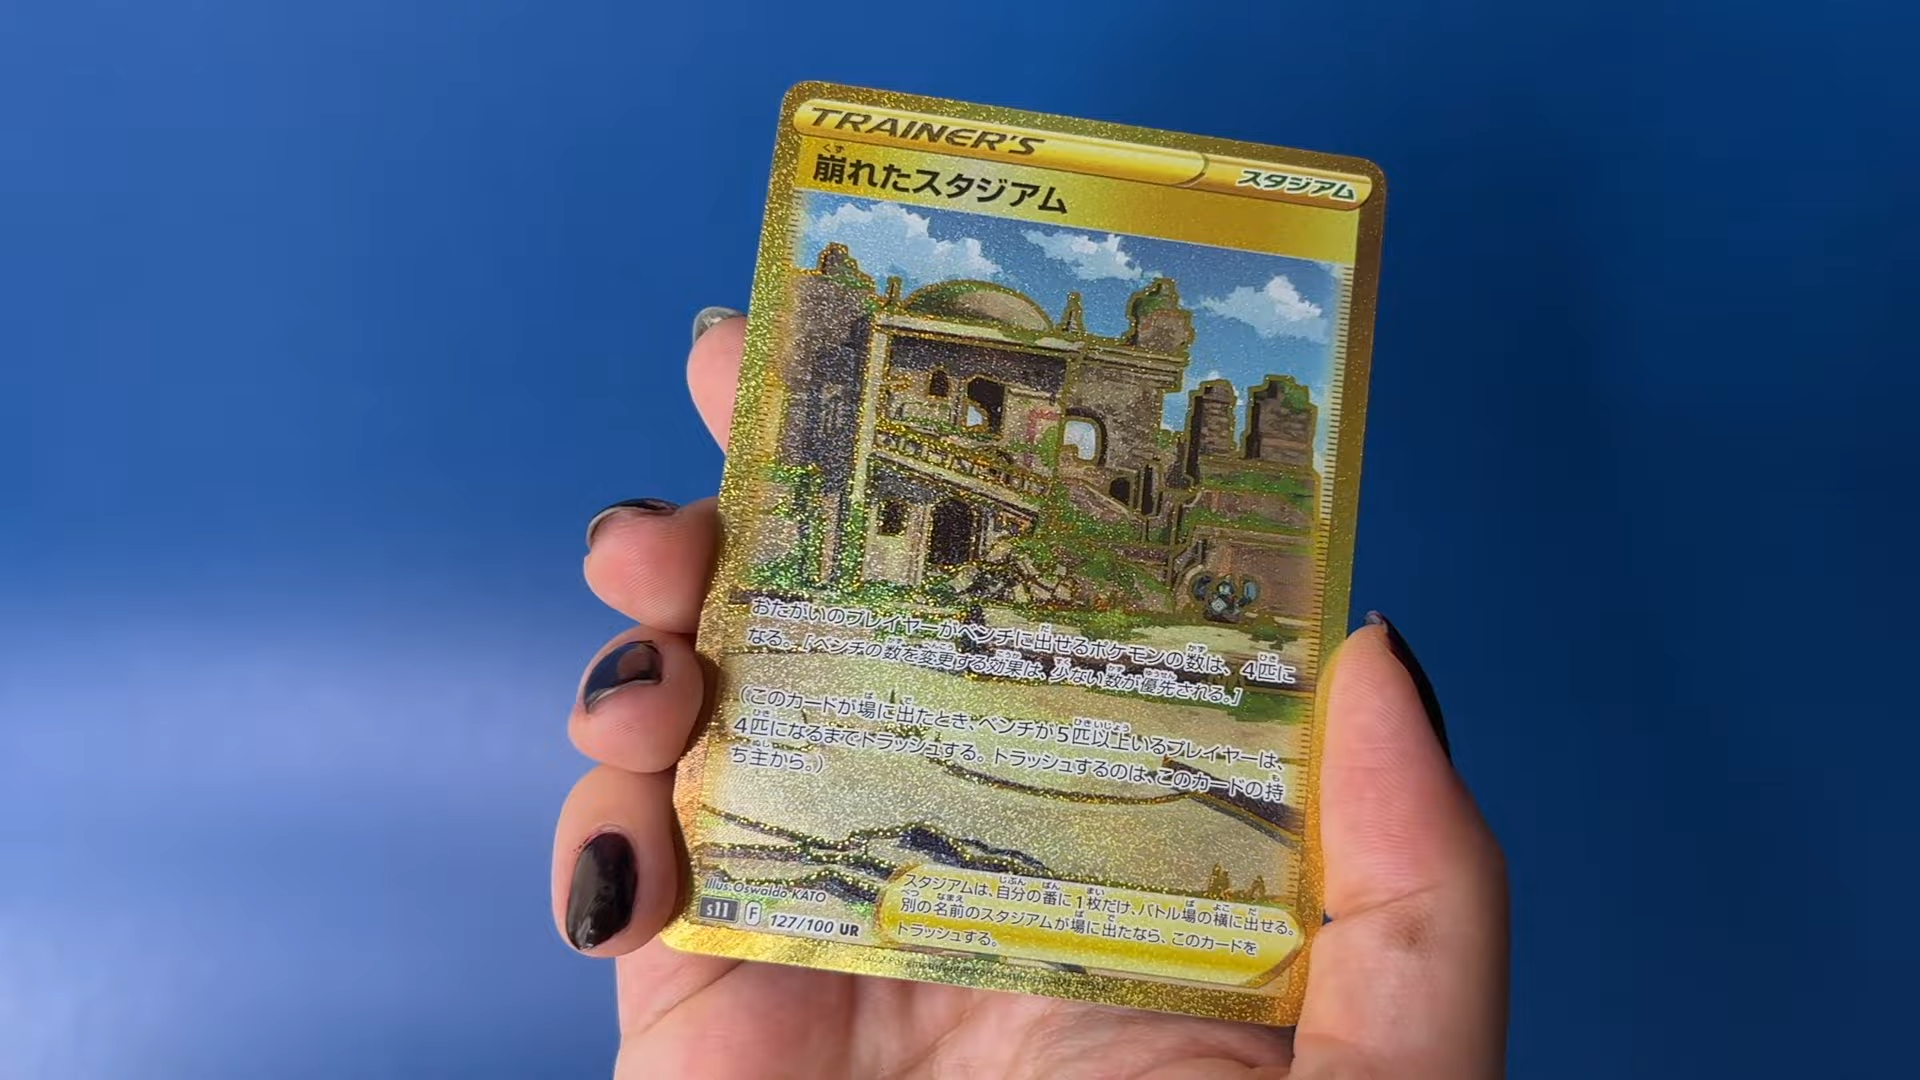 TRAINER'S
スタジアム
崩れたスタジアム
おたがいのプレイヤーがベンチに出せるポケモンの数は、4匹に
なる。[ベンチの数を変更する効果は、少ない数が優先される。]
(このカードが場に出たとき、ベンチが5匹以上いるプレイヤーは、
4匹になるまでトラッシュする。トラッシュするのは、このカードの持
ち主から。)
Illus. Oswaldo KATO
s11 F 127/100 UR
スタジアムは、自分の番に1枚だけ、バトル場の横に出せる。
別の名前のスタジアムが場に出たなら、このカードを
トラッシュする。